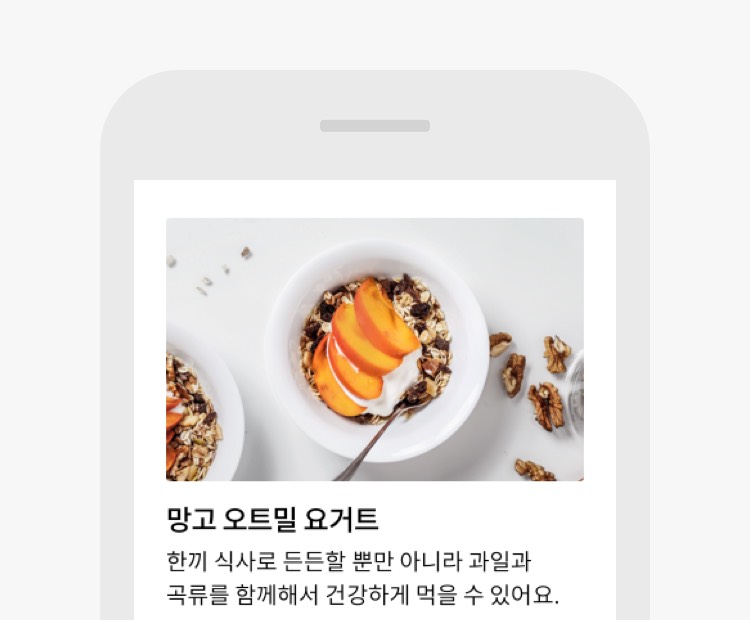 망고 오트밀 요거트
한끼 식사로 든든할 뿐만 아니라 과일과
곡류를 함께해서 건강하게 먹을 수 있어요.